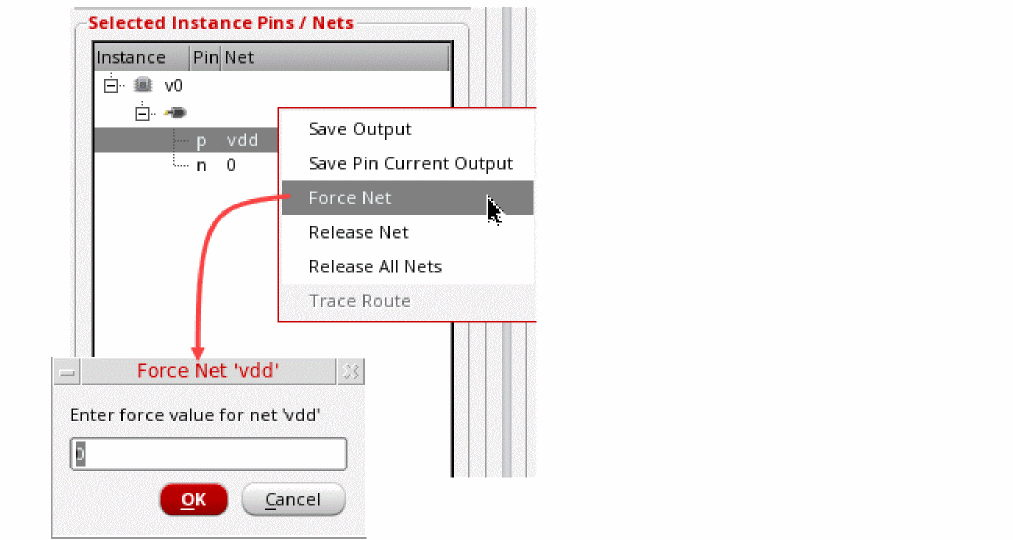 Selected Instance Pins / Nets
Instance Pin Net
v0
p vdd
n 0
Save Output
Save Pin Current Output
Force Net
Release Net
Release All Nets
Trace Route
Force Net 'vdd'
Enter force value for net 'vdd'
0
OK Cancel